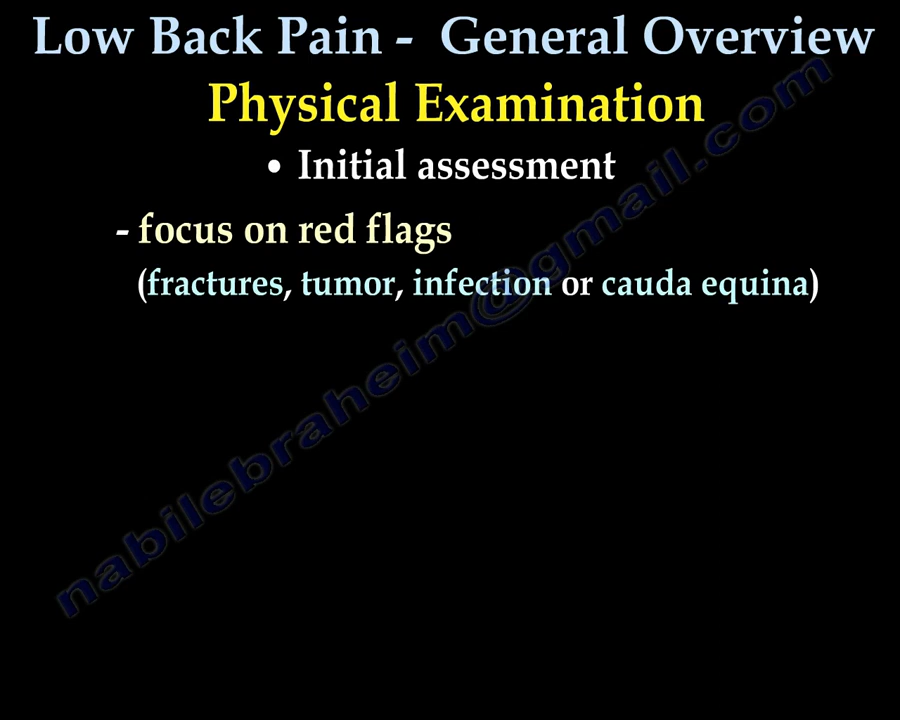 Low Back Pain - General Overview
Physical Examination
• Initial assessment
- focus on red flags
(fractures, tumor, infection or cauda equina)
nabilebraheim@gmail.com